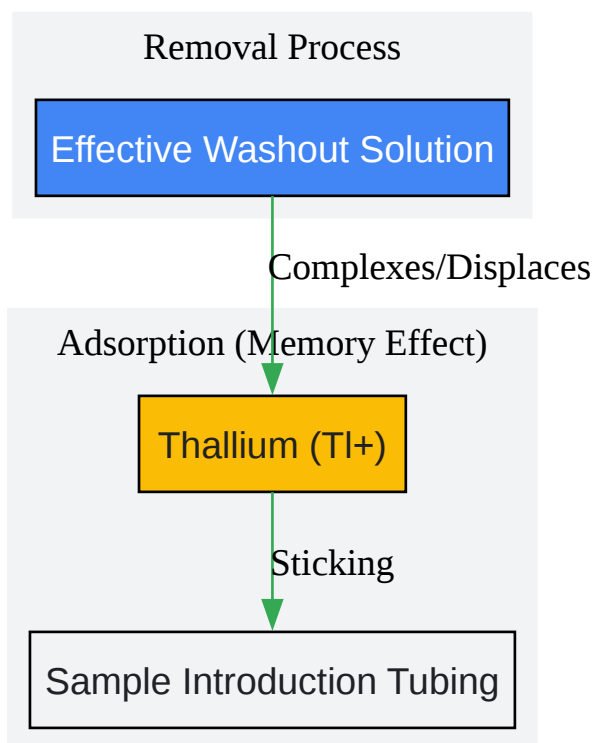 Removal Process
Effective Washout Solution
Complexes/Displaces
Adsorption (Memory Effect)
Thallium (Tl+)
Sticking
Sample Introduction Tubing